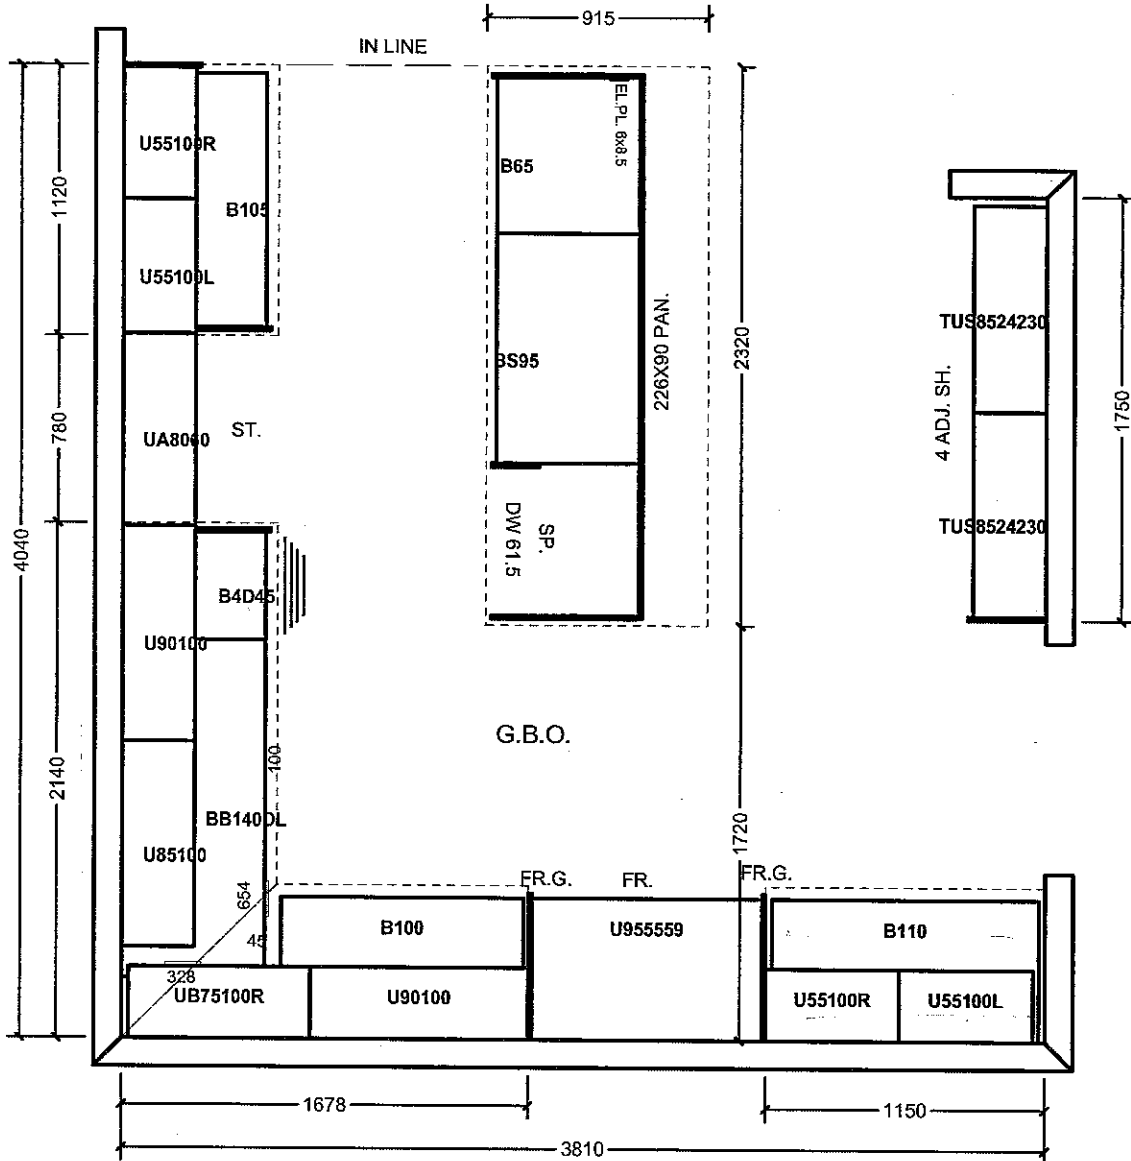 915
IN LINE
U55100R
B105
U55100L
1120
B65
EL.PL. 6x8.5
BS95
226X90 PAN.
2320
TUS8524230
4 ADJ. SH.
TUS8524230
1750
4040
780
UA8060
ST.
SP.
DW 61.5
B4D45
U90100
2140
G.B.O.
100
BB140DL
U85100
1720
654
45
328
FR.G.
FR.
FR.G.
B100
U955559
B110
UB75100R
U90100
U55100R
U55100L
1678
1150
3810